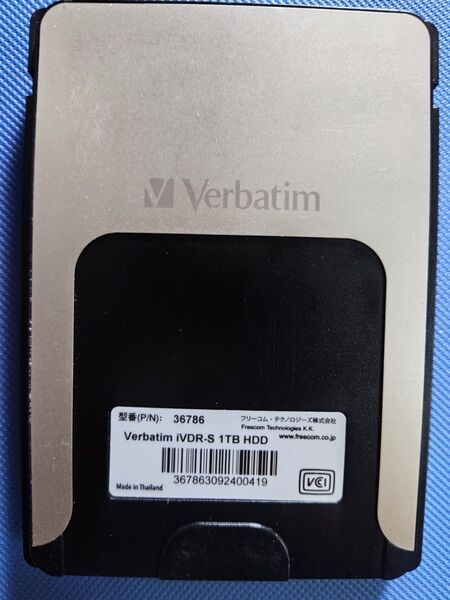 Verbatim
型番(P/N): 36786
フリーコム・テクノロジーズ株式会社
Freecom Technologies K.K.
Verbatim iVDR-S 1TB HDD
www.freecom.co.jp
367863092400419
Made in Thailand
VCI